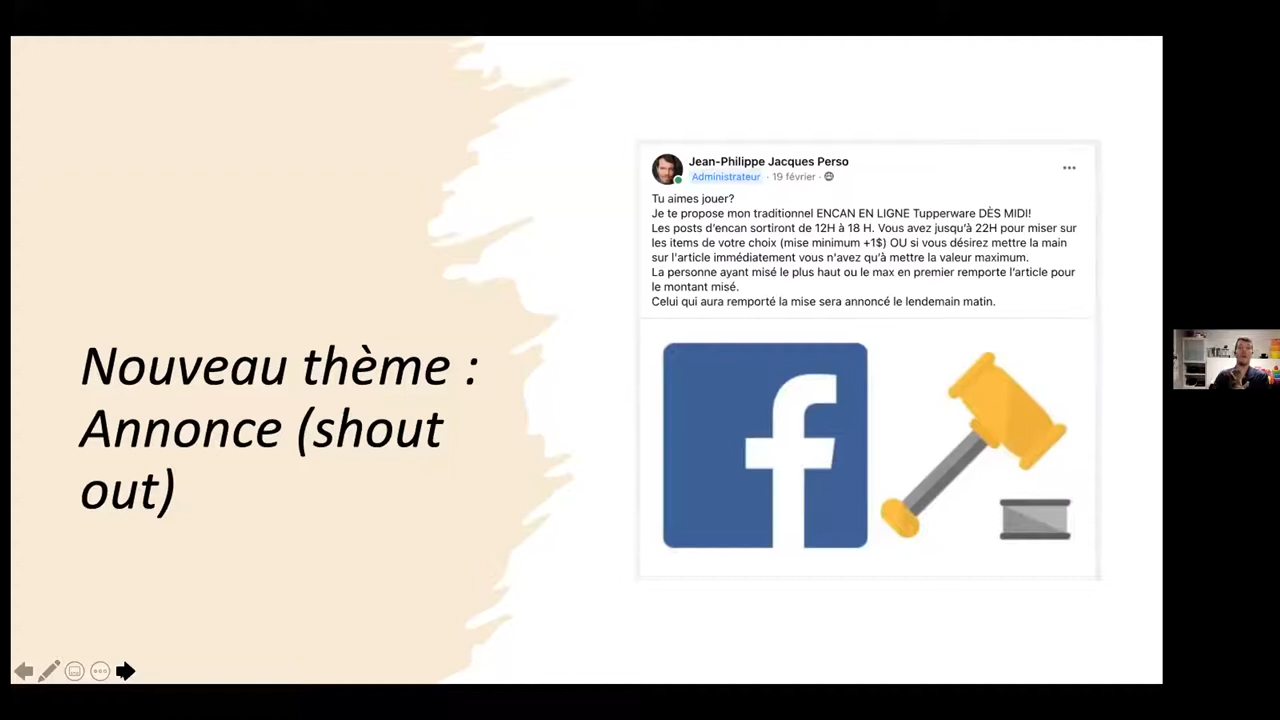 Nouveau thème :
Annonce (shout
out)
Jean-Philippe Jacques Perso
Administrateur · 19 février ·
Tu aimes jouer?
Je te propose mon traditionnel ENCAN EN LIGNE Tupperware DÈS MIDI!
Les posts d'encan sortiront de 12H à 18 H. Vous avez jusqu'à 22H pour miser sur
les items de votre choix (mise minimum +1$) OU si vous désirez mettre la main
sur l'article immédiatement vous n'avez qu'à mettre la valeur maximum.
La personne ayant misé le plus haut ou le max en premier remporte l'article pour
le montant misé.
Celui qui aura remporté la mise sera annoncé le lendemain matin.